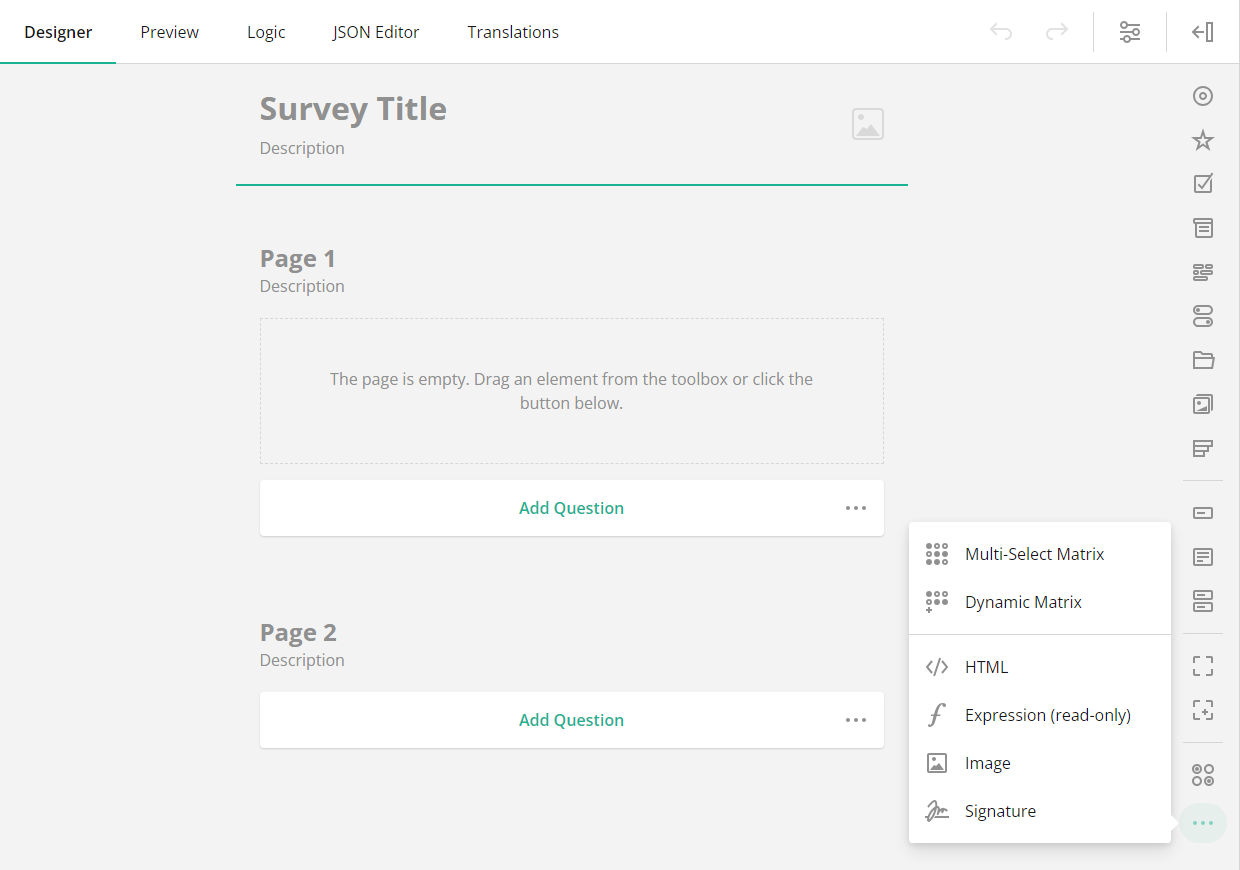 Designer
Preview
Logic
JSON Editor
Translations
Survey Title
Description
Page 1
Description
The page is empty. Drag an element from the toolbox or click the
button below.
Add Question
Page 2
Description
Add Question
Multi-Select Matrix
Dynamic Matrix
HTML
Expression (read-only)
Image
Signature